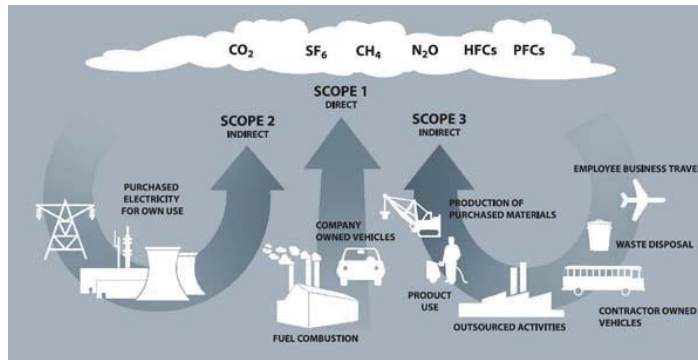 CO₂ SF₆ CH₄ N₂O HFCs PFCs
SCOPE 1
DIRECT
SCOPE 2
INDIRECT
SCOPE 3
INDIRECT
PURCHASED
ELECTRICITY
FOR OWN USE
COMPANY
OWNED VEHICLES
FUEL COMBUSTION
PRODUCTION OF
PURCHASED MATERIALS
PRODUCT
USE
OUTSOURCED ACTIVITIES
EMPLOYEE BUSINESS TRAVEL
WASTE DISPOSAL
CONTRACTOR OWNED
VEHICLES